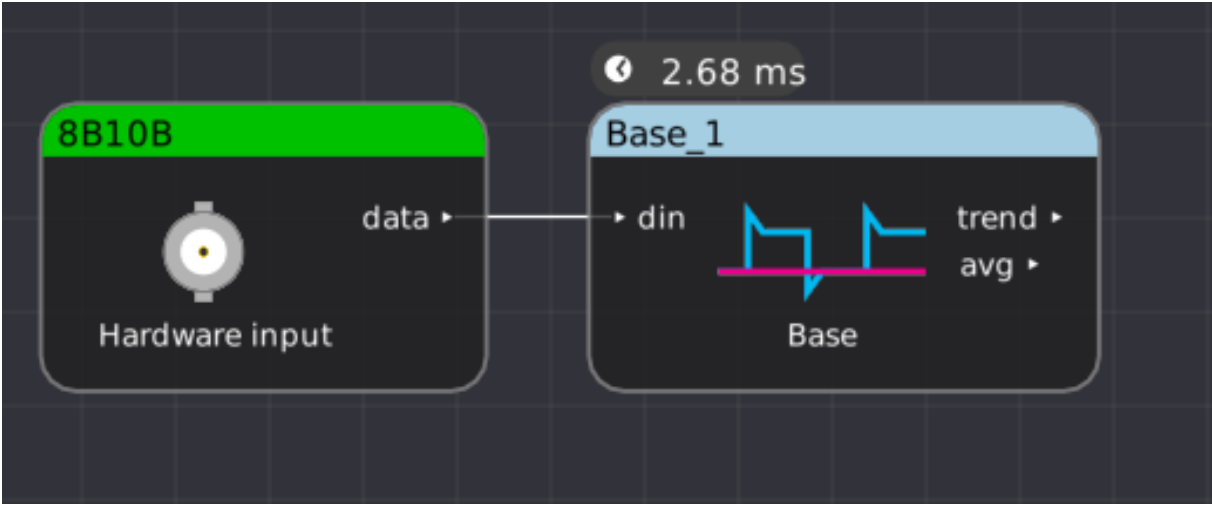 2.68 ms
8B10B
Base_1
data
din
trend
avg
Hardware input
Base